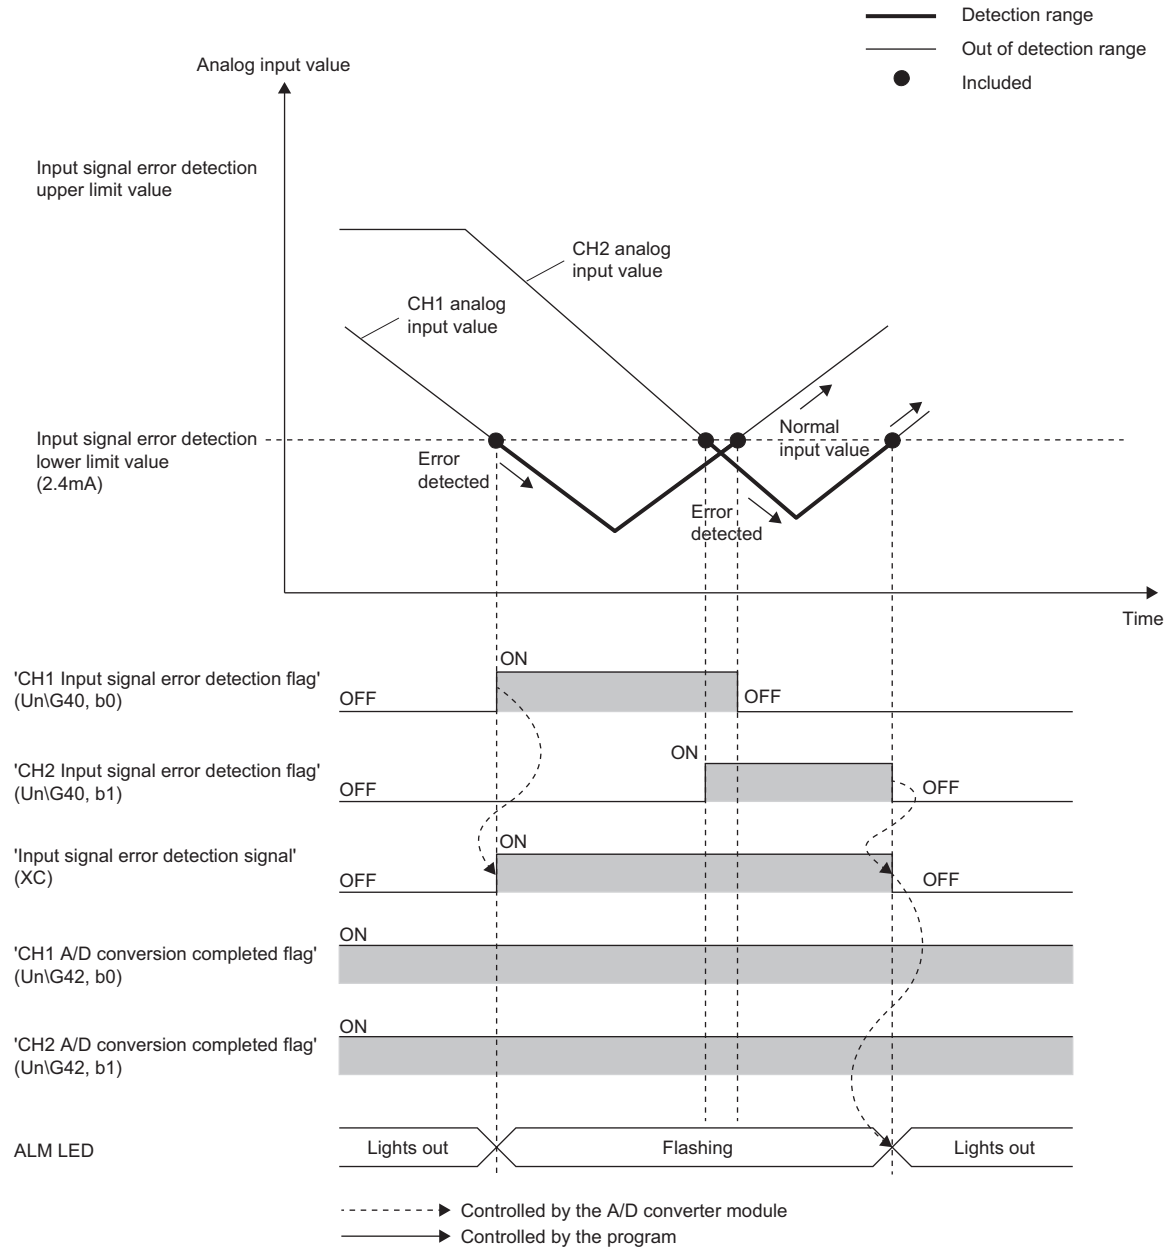 Detection range
Out of detection range
Included
Analog input value
Input signal error detection
upper limit value
CH2 analog
input value
CH1 analog
input value
Input signal error detection
lower limit value
(2.4mA)
Error
detected
Normal
input value
Error
detected
Time
'CH1 Input signal error detection flag'
(Un\G40, b0)
OFF
ON
OFF
'CH2 Input signal error detection flag'
(Un\G40, b1)
OFF
ON
OFF
'Input signal error detection signal'
(XC)
OFF
ON
OFF
'CH1 A/D conversion completed flag'
(Un\G42, b0)
ON
'CH2 A/D conversion completed flag'
(Un\G42, b1)
ON
ALM LED
Lights out
Flashing
Lights out
Controlled by the A/D converter module
Controlled by the program